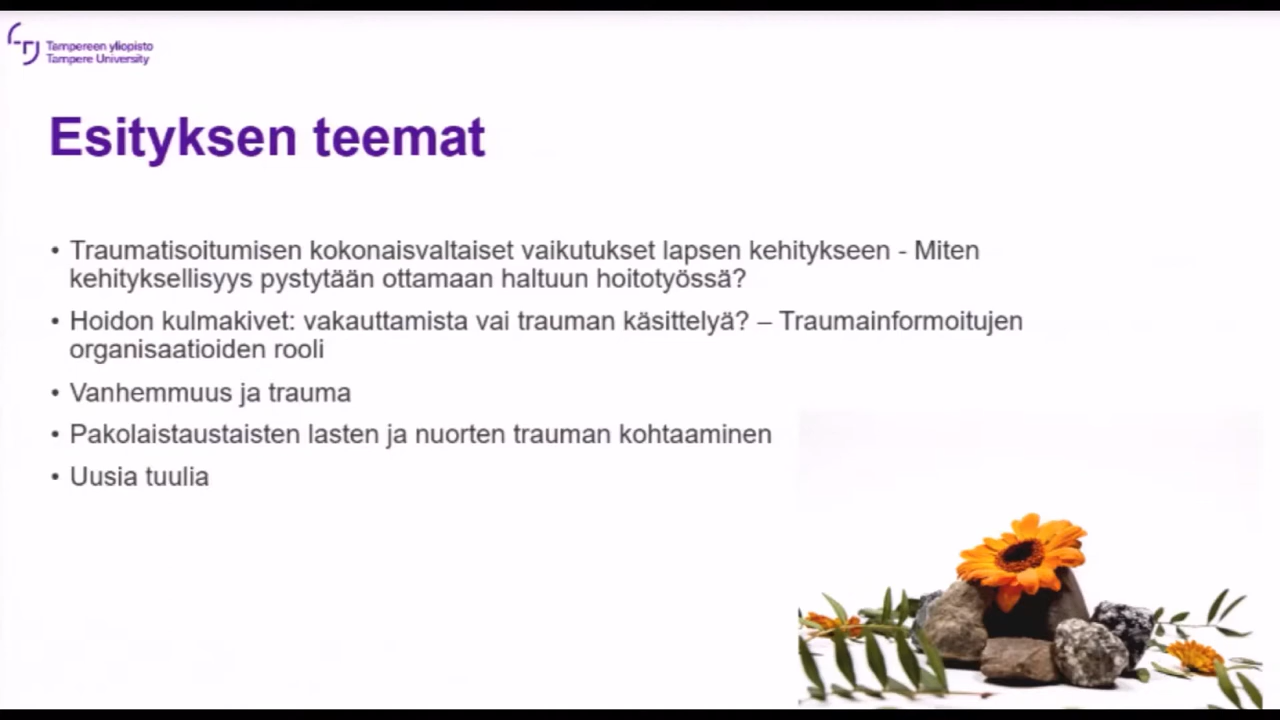 Tampereen yliopisto
Tampere University
Esityksen teemat
• Traumatisoitumisen kokonaisvaltaiset vaikutukset lapsen kehitykseen - Miten
kehityksellisyys pystytään ottamaan haltuun hoitotyössä?
• Hoidon kulmakivet: vakauttamista vai trauman käsittelyä? – Traumainformoitujen
organisaatioiden rooli
• Vanhemmuus ja trauma
• Pakolaistaustaisten lasten ja nuorten trauman kohtaaminen
• Uusia tuulia